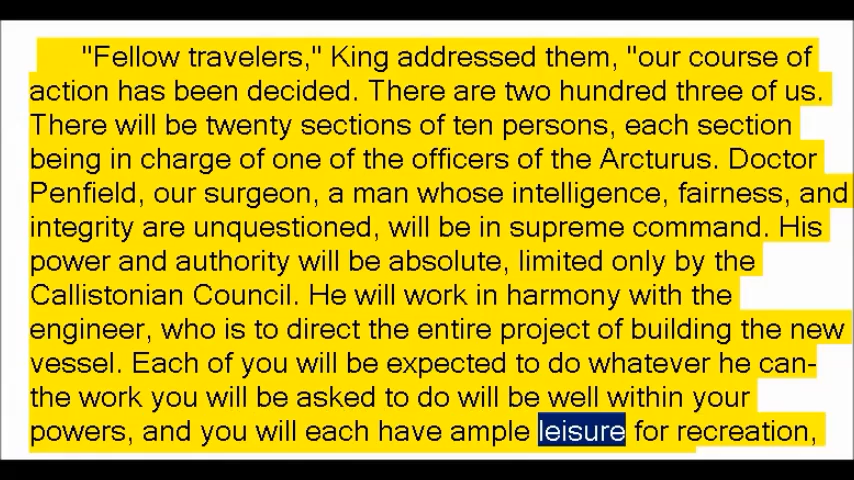 "Fellow travelers," King addressed them, "our course of
action has been decided. There are two hundred three of us.
There will be twenty sections of ten persons, each section
being in charge of one of the officers of the Arcturus. Doctor
Penfield, our surgeon, a man whose intelligence, fairness, and
integrity are unquestioned, will be in supreme command. His
power and authority will be absolute, limited only by the
Callistonian Council. He will work in harmony with the
engineer, who is to direct the entire project of building the new
vessel. Each of you will be expected to do whatever he can-
the work you will be asked to do will be well within your
powers, and you will each have ample leisure for recreation,